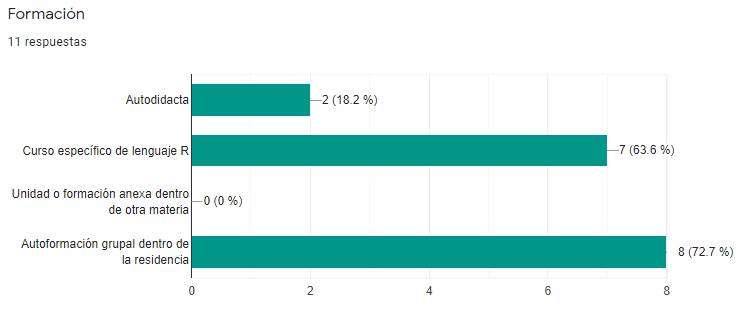 Formación
11 respuestas
Autodidacta
2 (18.2 %)
Curso específico de lenguaje R
7 (63.6 %)
Unidad o formación anexa dentro
de otra materia
0 (0 %)
Autoformación grupal dentro de
la residencia
8 (72.7 %)
0
2
4
6
8